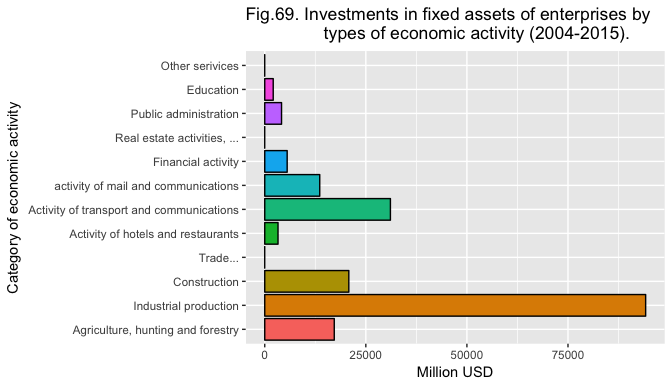 Fig.69. Investments in fixed assets of enterprises by
types of economic activity (2004-2015).
Category of economic activity
Other serivices
Education
Public administration
Real estate activities, ...
Financial activity
activity of mail and communications
Activity of transport and communications
Activity of hotels and restaurants
Trade...
Construction
Industrial production
Agriculture, hunting and forestry
0 25000 50000 75000
Million USD